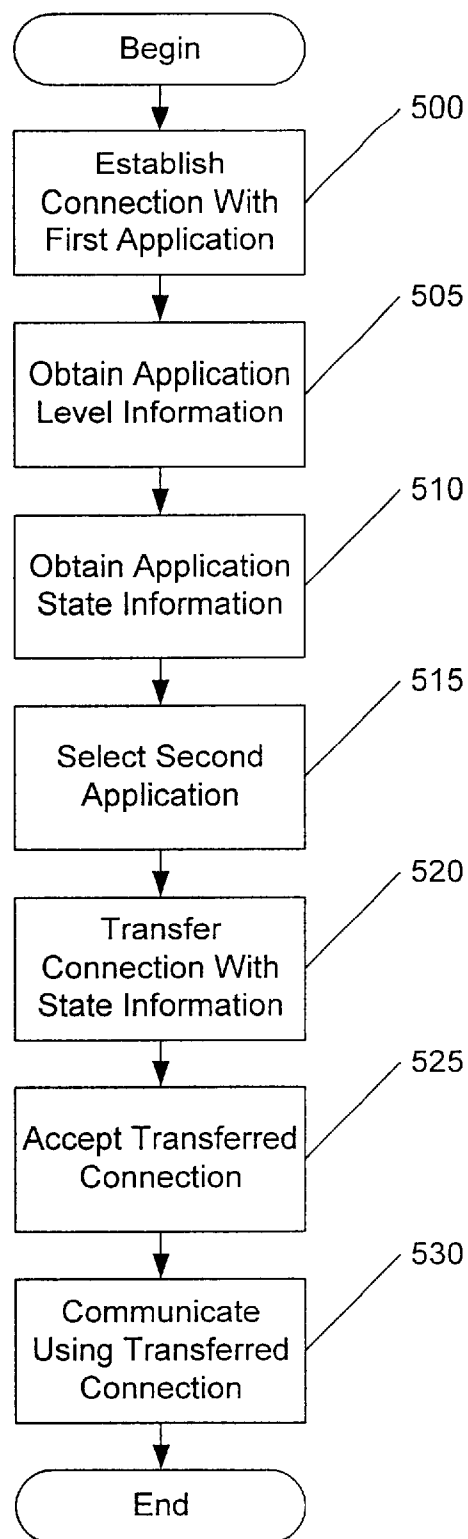 Begin
500
Establish
Connection With
First Application
505
Obtain Application
Level Information
510
Obtain Application
State Information
515
Select Second
Application
520
Transfer
Connection With
State Information
525
Accept Transferred
Connection
530
Communicate
Using Transferred
Connection
End